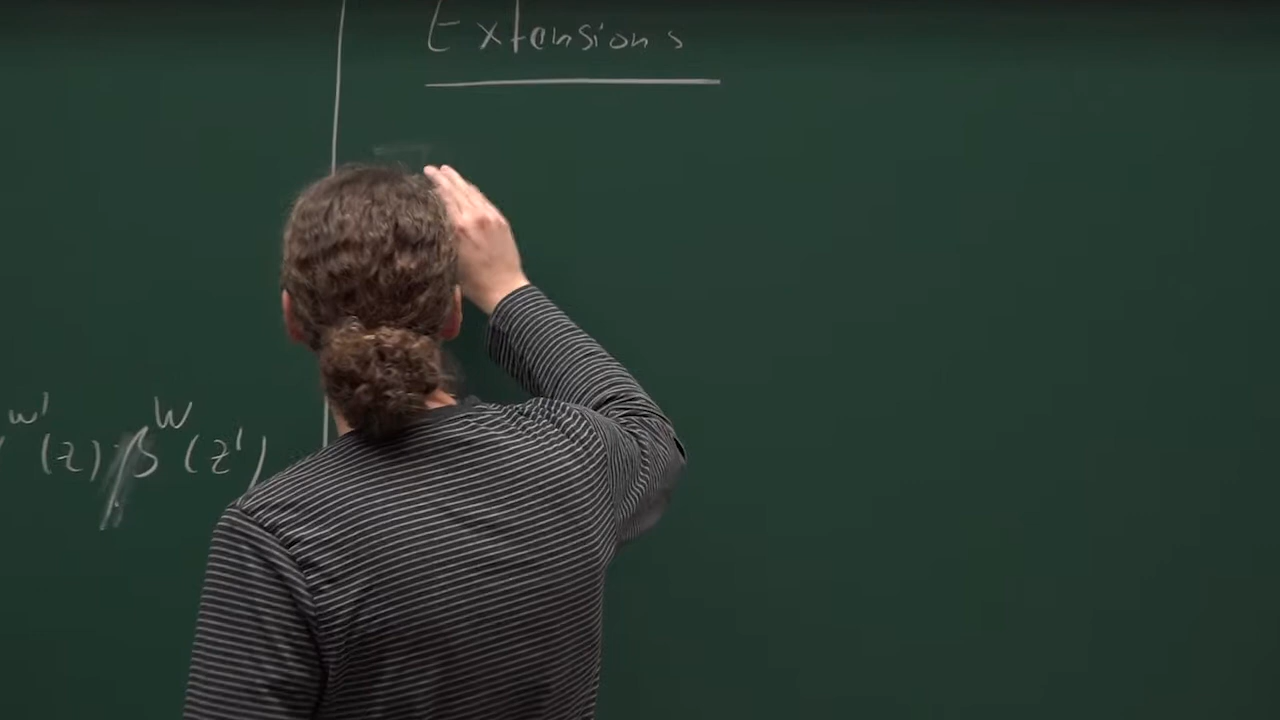 Extensions
w' W
(z) β (z')